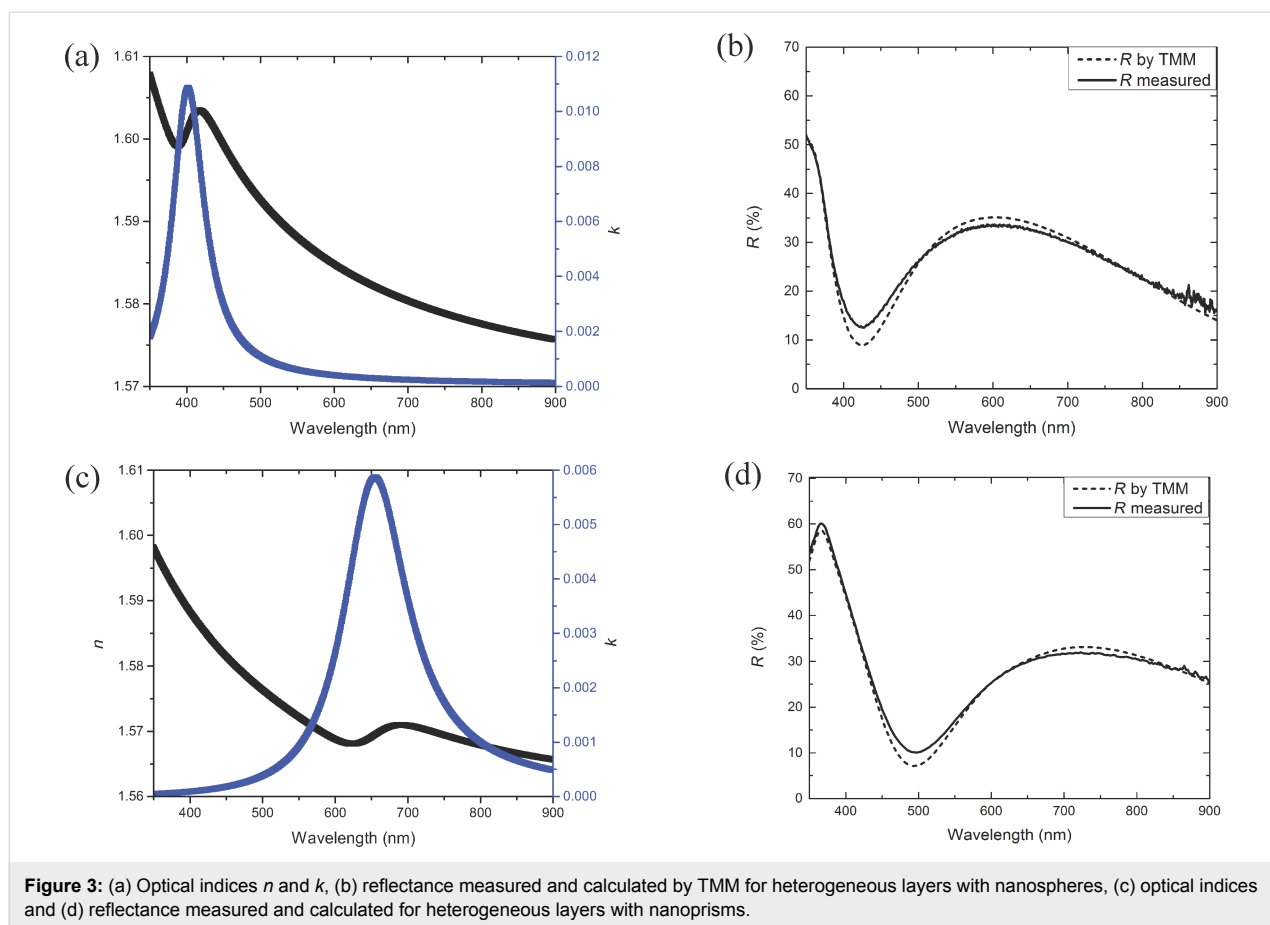 (a)
1.61
1.60
1.59
1.58
1.57
0.012
0.010
0.008
0.006
0.004
0.002
0.000
k
400 500 600 700 800 900
Wavelength (nm)
(b)
70
60
50
40
30
20
10
0
R (%)
R by TMM
R measured
400 500 600 700 800 900
Wavelength (nm)
(c)
1.61
1.60
1.59
1.58
1.57
1.56
n
0.006
0.005
0.004
0.003
0.002
0.001
0.000
k
400 500 600 700 800 900
Wavelength (nm)
(d)
70
60
50
40
30
20
10
0
R (%)
R by TMM
R measured
400 500 600 700 800 900
Wavelength (nm)
Figure 3: (a) Optical indices n and k, (b) reflectance measured and calculated by TMM for heterogeneous layers with nanospheres, (c) optical indices
and (d) reflectance measured and calculated for heterogeneous layers with nanoprisms.